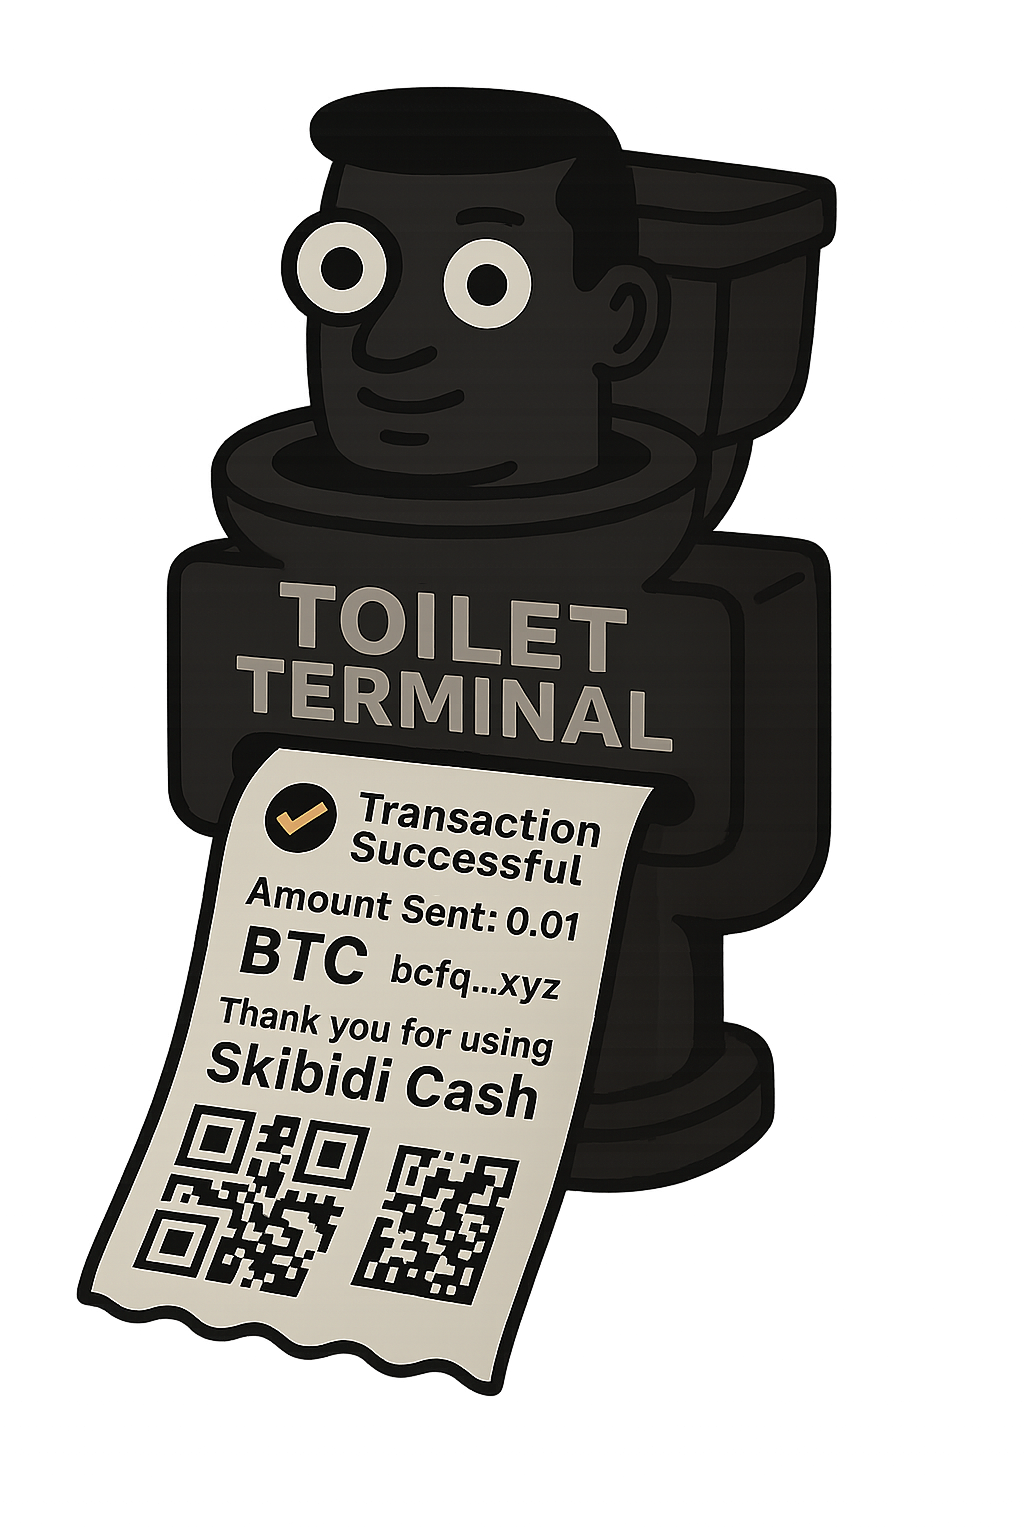 TOILET
TERMINAL
Transaction
Successful
Amount Sent: 0.01
BTC bcfq...xyz
Thank you for using
Skibidi Cash